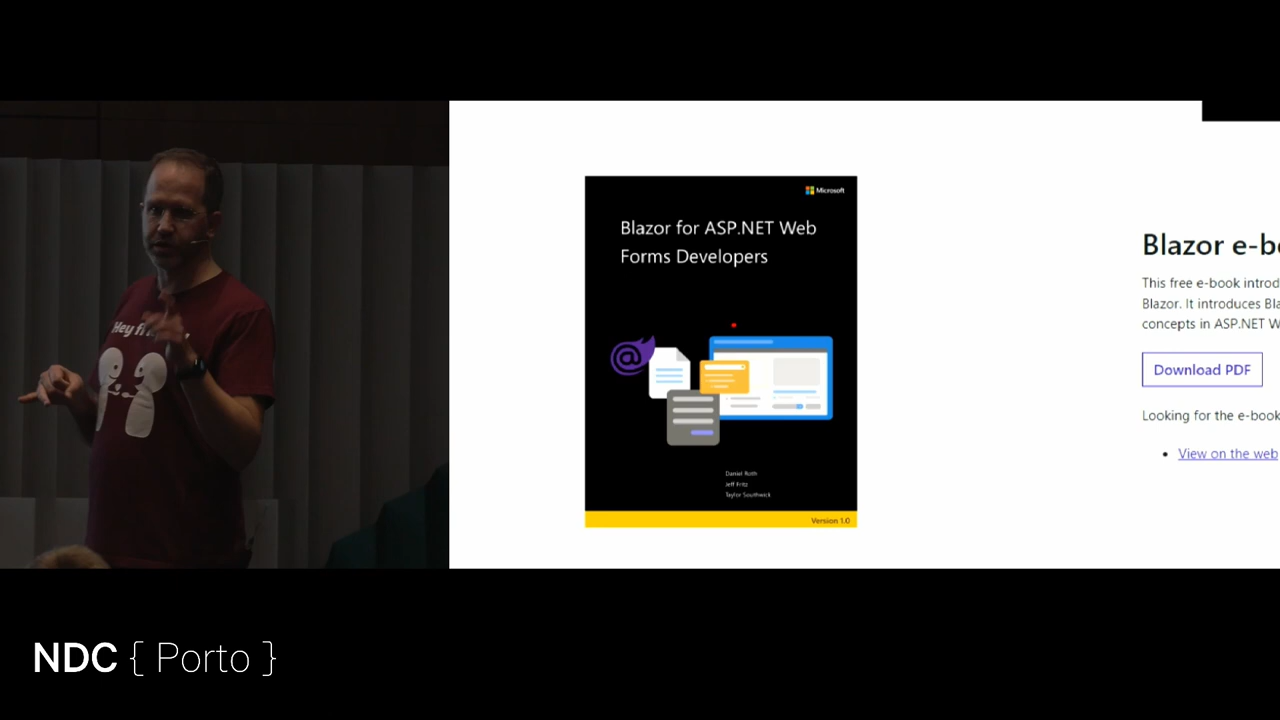 Microsoft
Blazor for ASP.NET Web
Forms Developers
Daniel Roth
Jeff Fritz
Taylor Southwick
Version 1.0
Blazor e-b
This free e-book introd
Blazor. It introduces Bla
concepts in ASP.NET W
Download PDF
Looking for the e-book
View on the web
Hey
NDC { Porto }